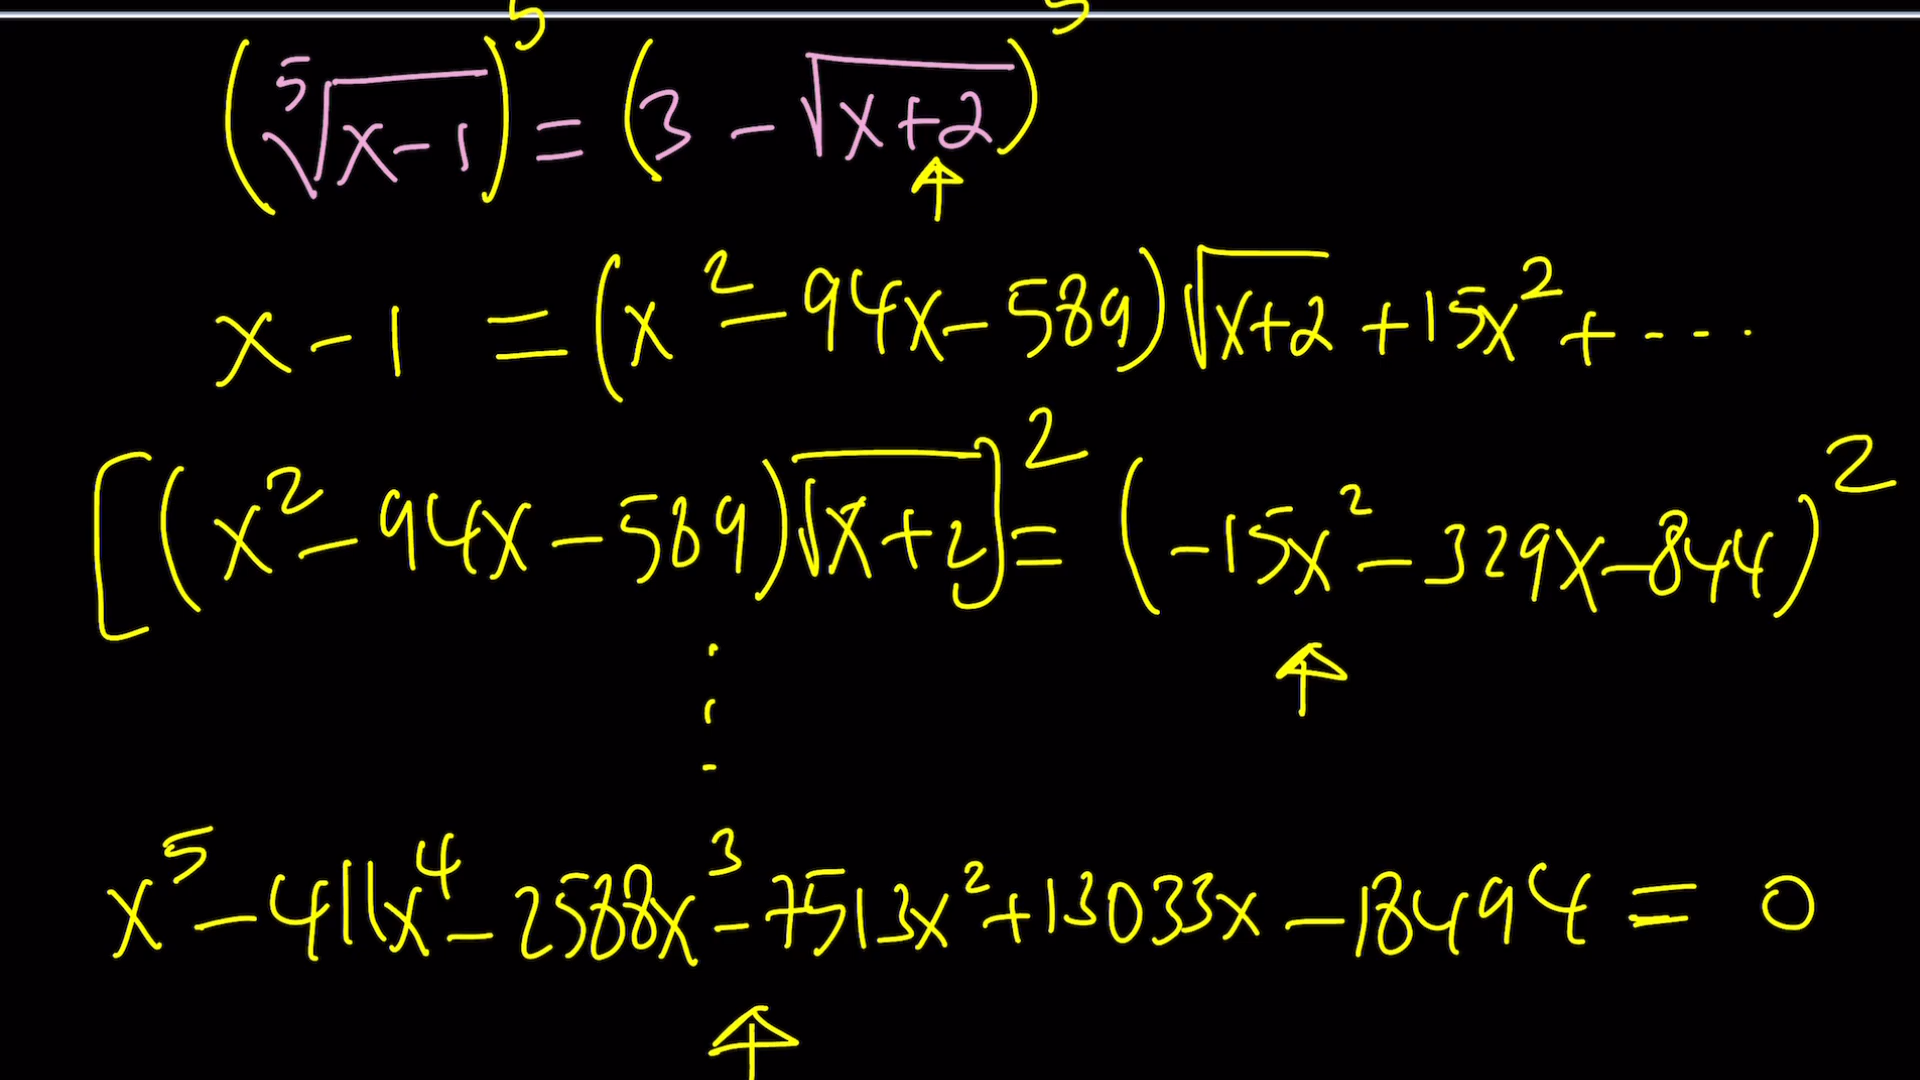 (⁵√(x-1))⁵ = (3 - √(x+2))⁵
x - 1 = (x² - 94x - 589)√(x+2) + 15x² + ----
[(x² - 94x - 589)√(x+2)]² = (-15x² - 329x - 844)²
x⁵ - 411x⁴ - 2588x³ - 7513x² + 13033x - 18494 = 0